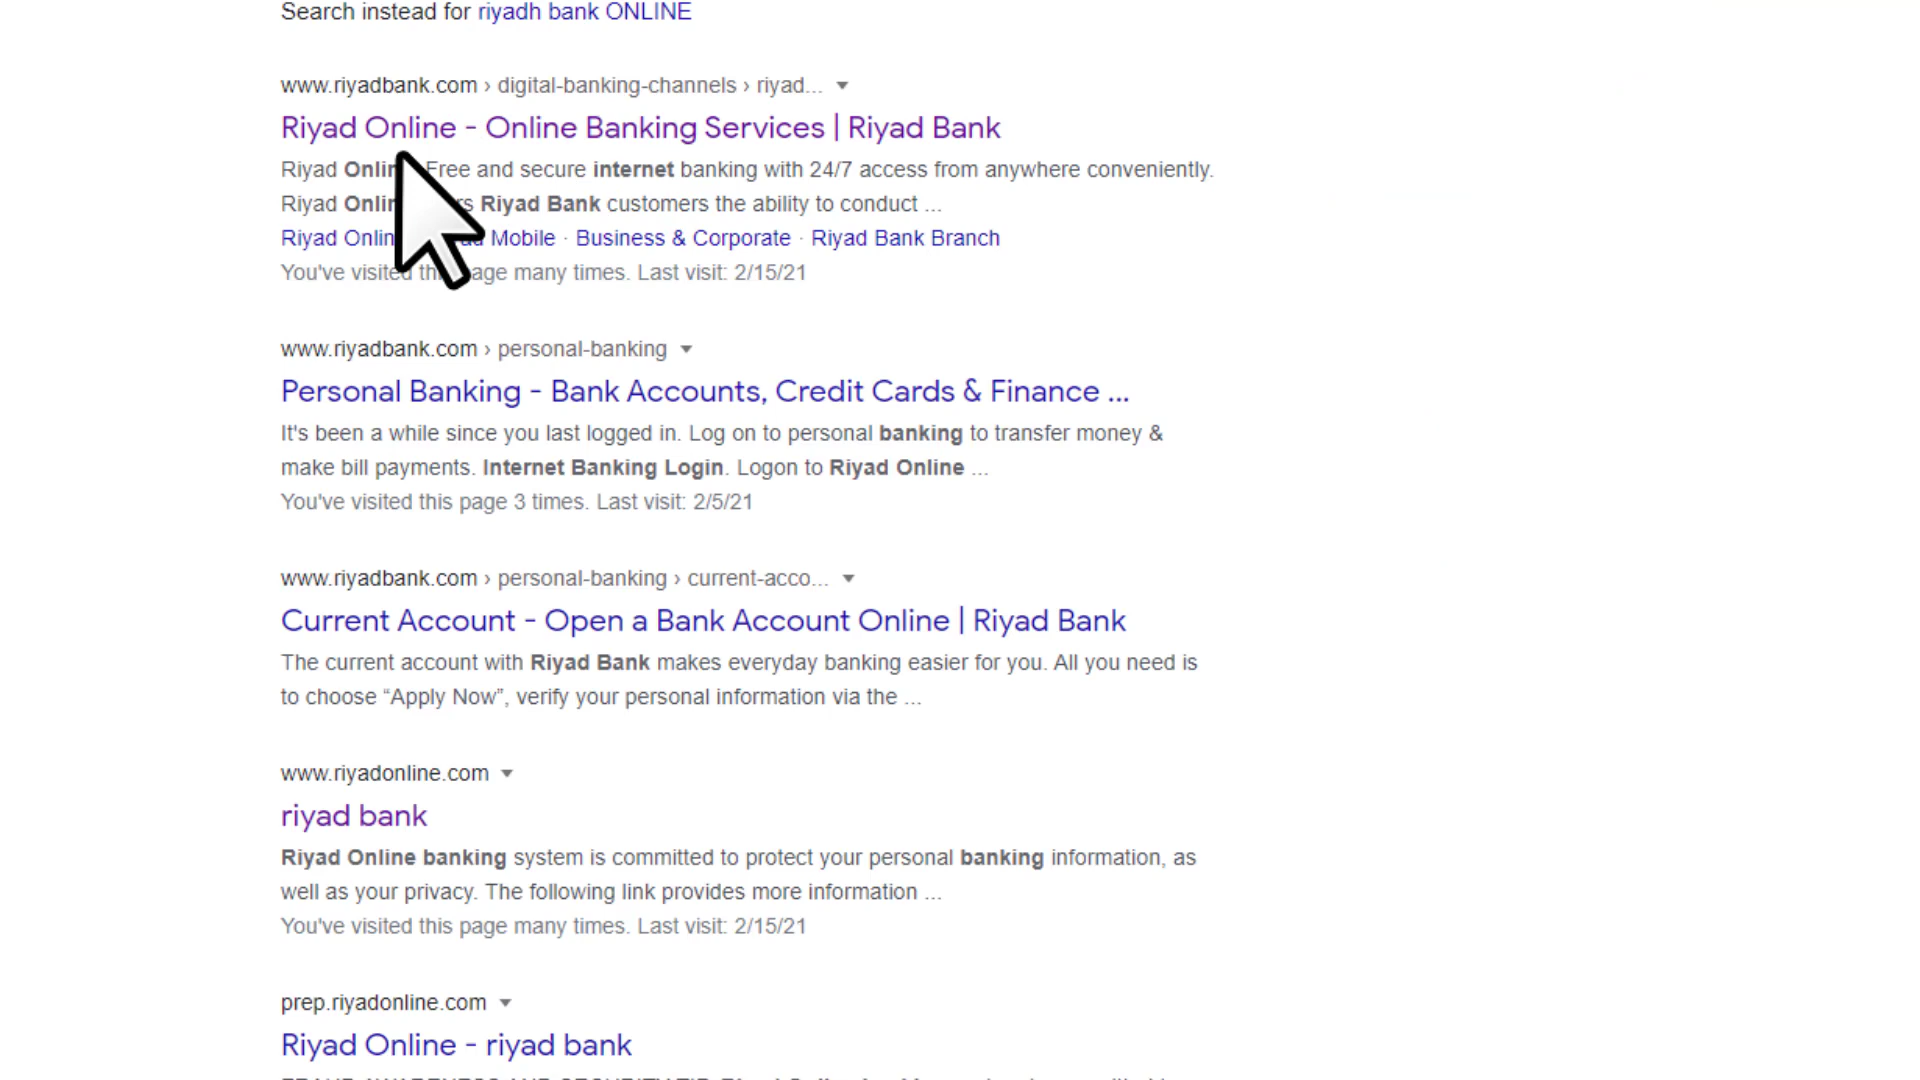 Search instead for riyadh bank ONLINE
www.riyadbank.com › digital-banking-channels › riyad...
Riyad Online - Online Banking Services | Riyad Bank
Riyad Free and secure internet banking with 24/7 access from anywhere conveniently.
Riyad Riyad Bank customers the ability to conduct ...
Riyad Mobile · Business & Corporate · Riyad Bank Branch
You've visited page many times. Last visit: 2/15/21
www.riyadbank.com › personal-banking
Personal Banking - Bank Accounts, Credit Cards & Finance ...
It's been a while since you last logged in. Log on to personal banking to transfer money &
make bill payments. Internet Banking Login. Logon to Riyad Online ...
You've visited this page 3 times. Last visit: 2/5/21
www.riyadbank.com › personal-banking › current-acco...
Current Account - Open a Bank Account Online | Riyad Bank
The current account with Riyad Bank makes everyday banking easier for you. All you need is
to choose “Apply Now”, verify your personal information via the ...
www.riyadonline.com
riyad bank
Riyad Online banking system is committed to protect your personal banking information, as
well as your privacy. The following link provides more information ...
You've visited this page many times. Last visit: 2/15/21
prep.riyadonline.com
Riyad Online - riyad bank